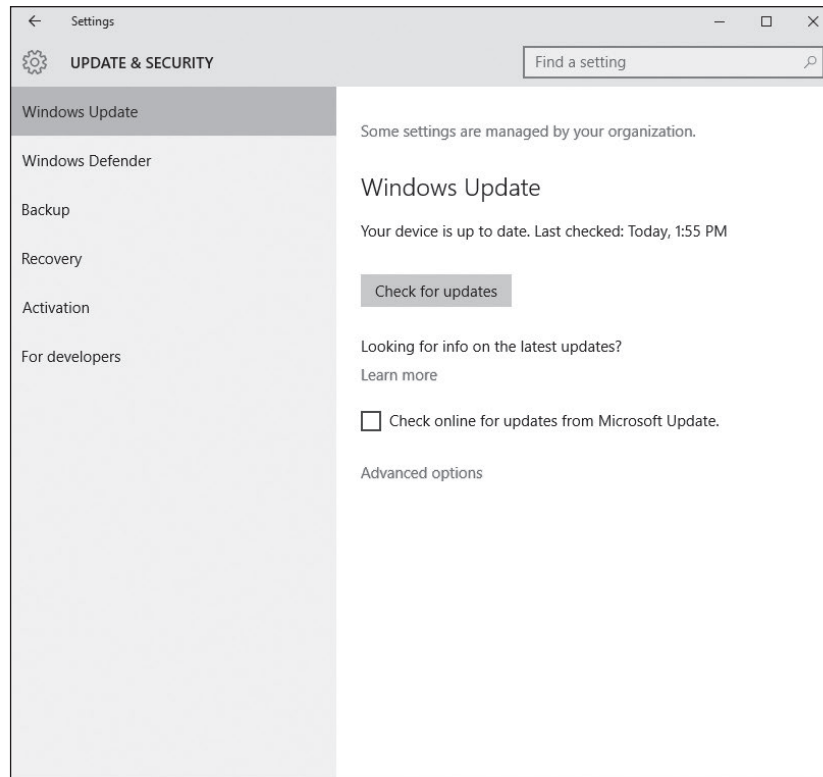 Settings
UPDATE & SECURITY
Find a setting
Windows Update
Windows Defender
Backup
Recovery
Activation
For developers
Some settings are managed by your organization.
Windows Update
Your device is up to date. Last checked: Today, 1:55 PM
Check for updates
Looking for info on the latest updates?
Learn more
Check online for updates from Microsoft Update.
Advanced options